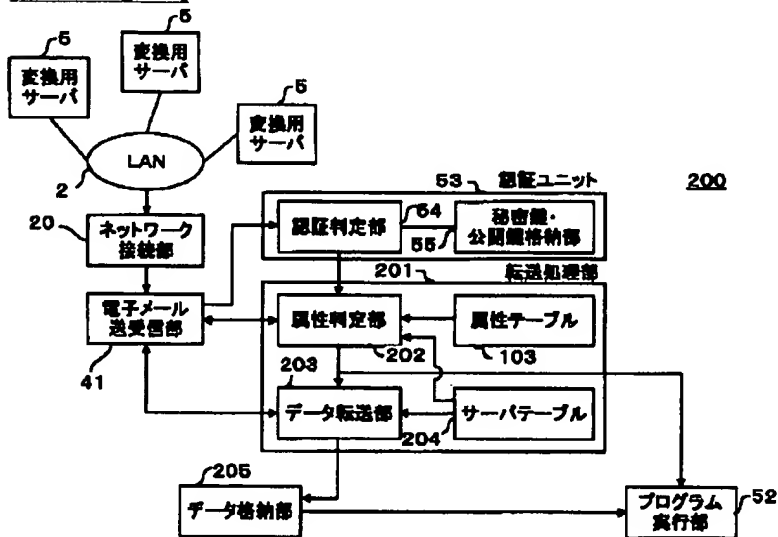 5
変換用
サーバ
5
変換用
サーバ
5
変換用
サーバ
LAN
2
20
ネットワーク
接続部
電子メール
送受信部
41
53
認証ユニット
認証判定部
54
55
秘密鍵・
公開鍵格納部
200
201
転送処理部
属性判定部
202
属性テーブル
103
203
データ転送部
204
サーバテーブル
205
データ格納部
プログラム
実行部
52